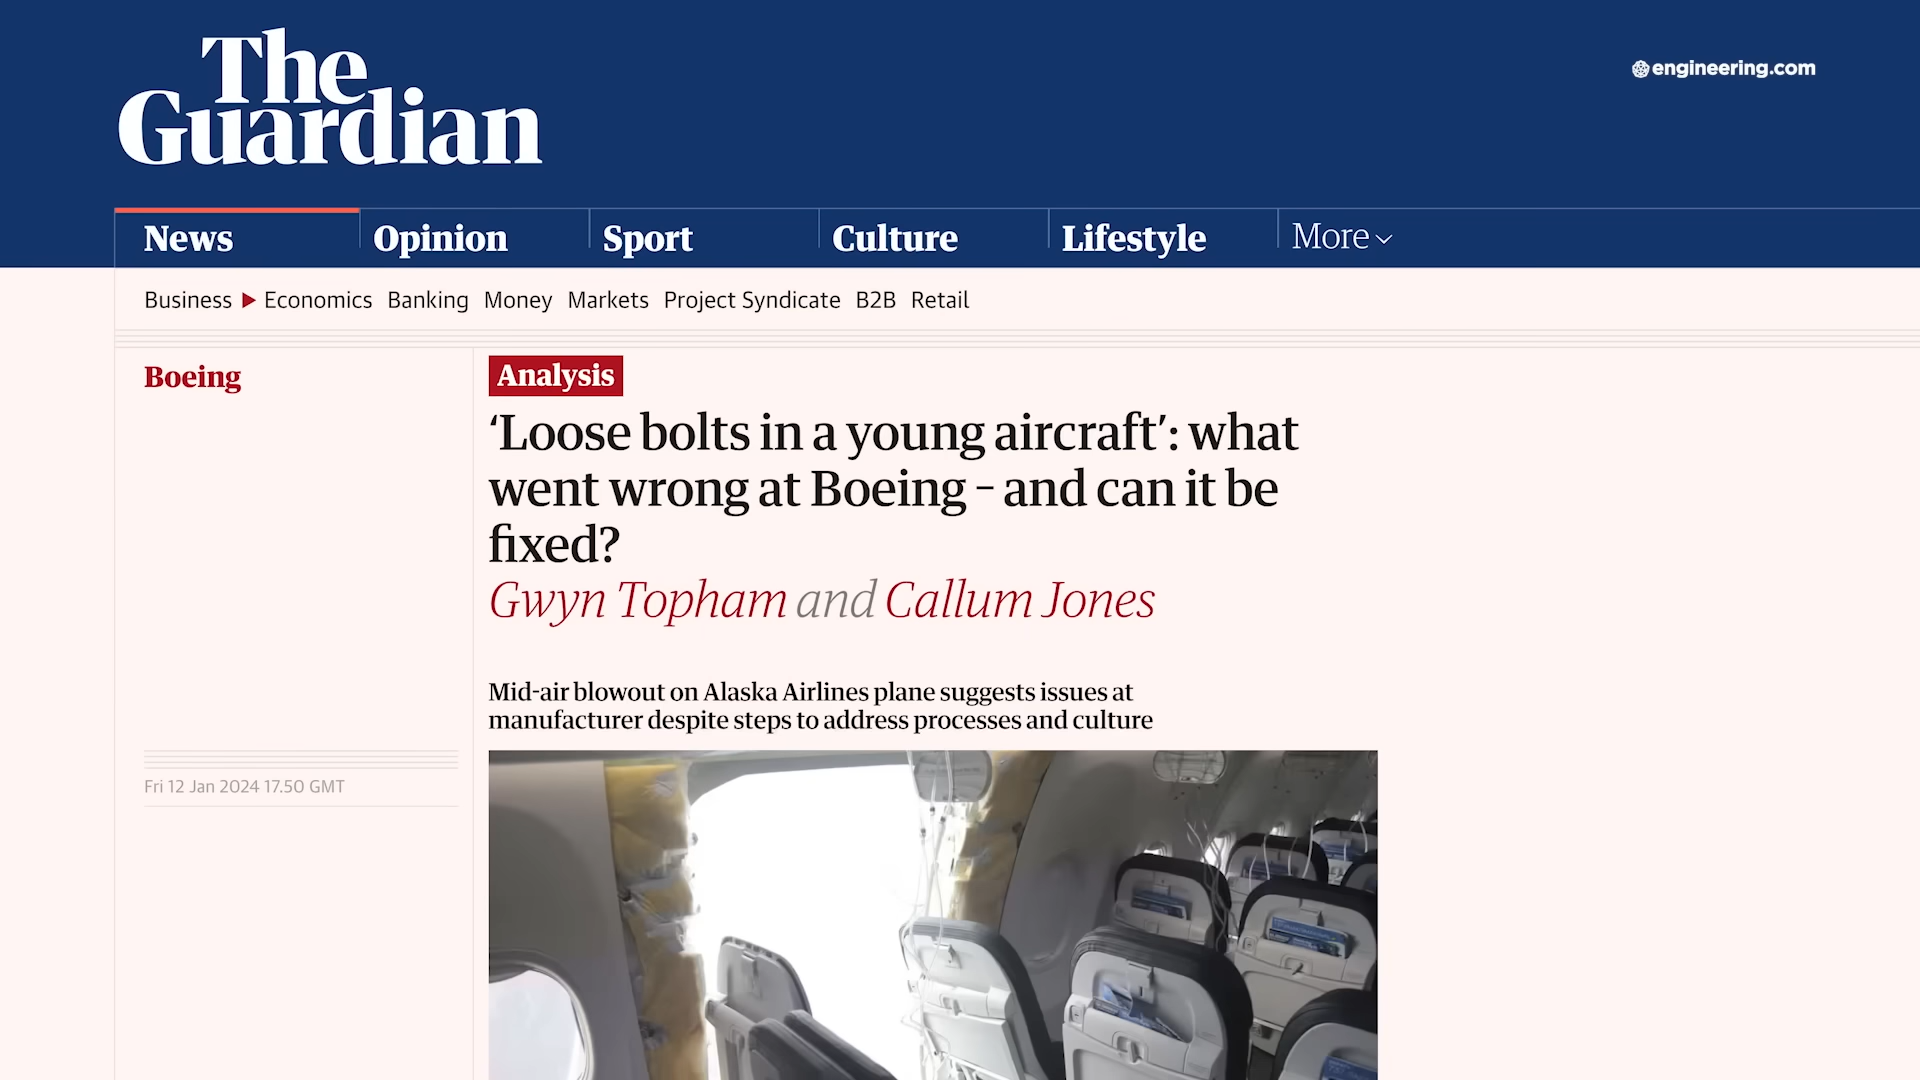 The
Guardian
engineering.com
News Opinion Sport Culture Lifestyle More
Business Economics Banking Money Markets Project Syndicate B2B Retail
Boeing
Analysis
‘Loose bolts in a young aircraft’: what
went wrong at Boeing – and can it be
fixed?
Gwyn Topham and Callum Jones
Mid-air blowout on Alaska Airlines plane suggests issues at
manufacturer despite steps to address processes and culture
Fri 12 Jan 2024 17.50 GMT